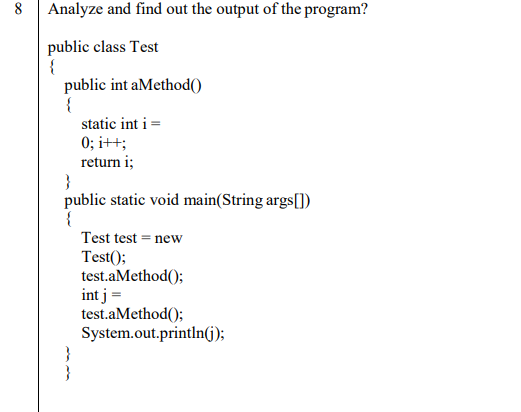 8 Analyze and find out the output of the program?
public class Test
{
public int aMethod()
{
static int i =
0; i++;
return i;
}
public static void main(String args[])
{
Test test = new
Test();
test.aMethod();
int j =
test.aMethod();
System.out.println(j);
}
}